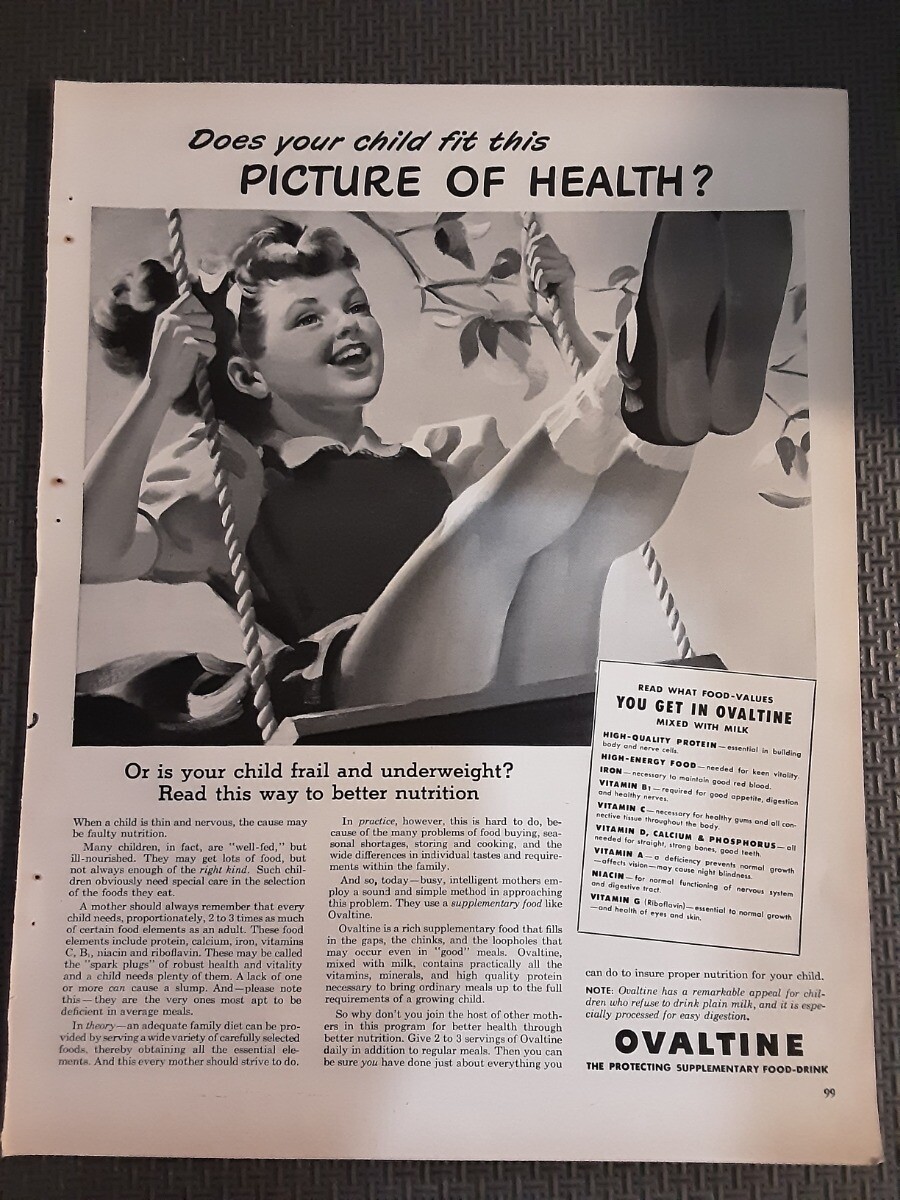 Does your child fit this
PICTURE OF HEALTH?
Or is your child frail and underweight?
Read this way to better nutrition
When a child is thin and nervous, the cause may
be faulty nutrition.
Many children, in fact, are "well-fed," but
ill-nourished. They may get lots of food, but
not always enough of the right kind. Such chil-
dren obviously need special care in the selection
of the foods they eat.
A mother should always remember that every
child needs, proportionately, 2 to 3 times as much
of certain food elements as an adult. These food
elements include protein, calcium, iron, vitamins
C, B₁, niacin and riboflavin. These may be called
the "spark plugs" of robust health and vitality
and a child needs plenty of them. A lack of one
or more can cause a slump. And—please note
this—they are the very ones most apt to be
deficient in average meals.
In theory—an adequate family diet can be pro-
vided by serving a wide variety of carefully selected
foods, thereby obtaining all the essential ele-
ments. And this every mother should strive to do.
In practice, however, this is hard to do, be-
cause of the many problems of food buying, sea-
sonal shortages, storing and cooking, and the
wide differences in individual tastes and require-
ments within the family.
And so, today—busy, intelligent mothers em-
ploy a sound and simple method in approaching
this problem. They use a supplementary food like
Ovaltine.
Ovaltine is a rich supplementary food that fills
in the gaps, the chinks, and the loopholes that
may occur even in "good" meals. Ovaltine,
mixed with milk, contains practically all the
vitamins, minerals, and high quality protein
necessary to bring ordinary meals up to the full
requirements of a growing child.
So why don't you join the host of other moth-
ers in this program for better health through
better nutrition. Give 2 to 3 servings of Ovaltine
daily in addition to regular meals. Then you can
be sure you have done just about everything you
READ WHAT FOOD-VALUES
YOU GET IN OVALTINE
MIXED WITH MILK
HIGH-QUALITY PROTEIN—essential in building
body and nerve cells.
HIGH-ENERGY FOOD—needed for keen vitality.
IRON—necessary to maintain good red blood.
VITAMIN B₁—required for good appetite, digestion
and healthy nerves.
VITAMIN C—necessary for healthy gums and all con-
nective tissue throughout the body.
VITAMIN D, CALCIUM & PHOSPHORUS—all
needed for straight, strong bones, good teeth.
VITAMIN A—a deficiency prevents normal growth
—affects vision—may cause night blindness.
NIACIN—for normal functioning of nervous system
and digestive tract.
VITAMIN G (Riboflavin)—essential to normal growth
—and health of eyes and skin.
can do to insure proper nutrition for your child.
NOTE: Ovaltine has a remarkable appeal for chil-
dren who refuse to drink plain milk, and it is espe-
cially processed for easy digestion.
OVALTINE
THE PROTECTING SUPPLEMENTARY FOOD-DRINK
99